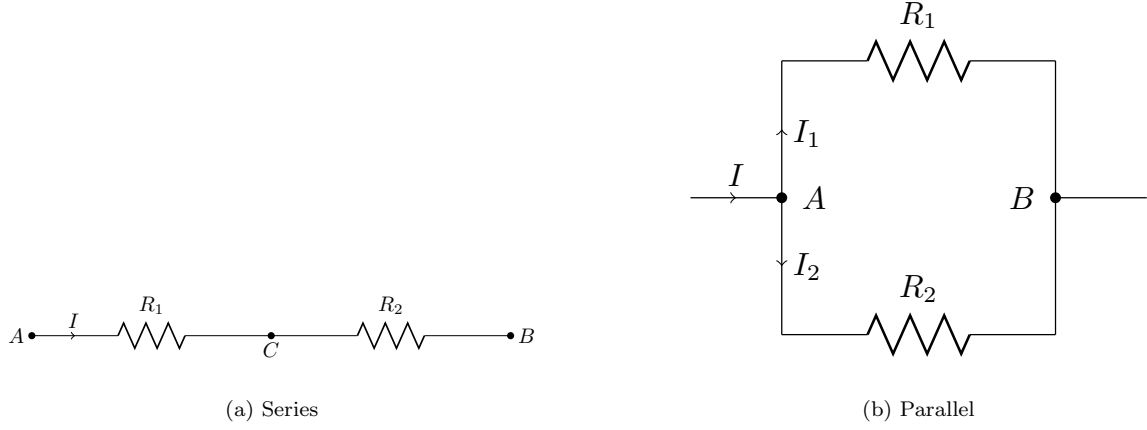 A
I
R₁
C
R₂
B
(a) Series
R₁
I₁
I
A
B
I₂
R₂
(b) Parallel